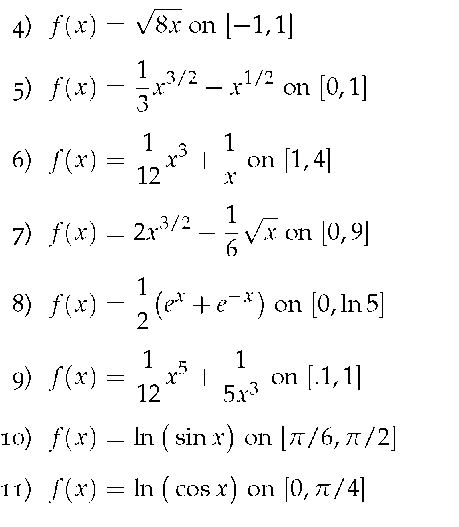 4) f(x) = √8x on [−1, 1]
5) f(x) = 1/3 x^{3/2} − x^{1/2} on [0, 1]
6) f(x) = 1/12 x^3 + 1/x on [1, 4]
7) f(x) = 2x^{3/2} − 1/6 √x on [0, 9]
8) f(x) = 1/2 (e^x + e^{−x}) on [0, ln 5]
9) f(x) = 1/12 x^5 + 1/5x^3 on [.1, 1]
10) f(x) = ln (sin x) on [π/6, π/2]
11) f(x) = ln (cos x) on [0, π/4]